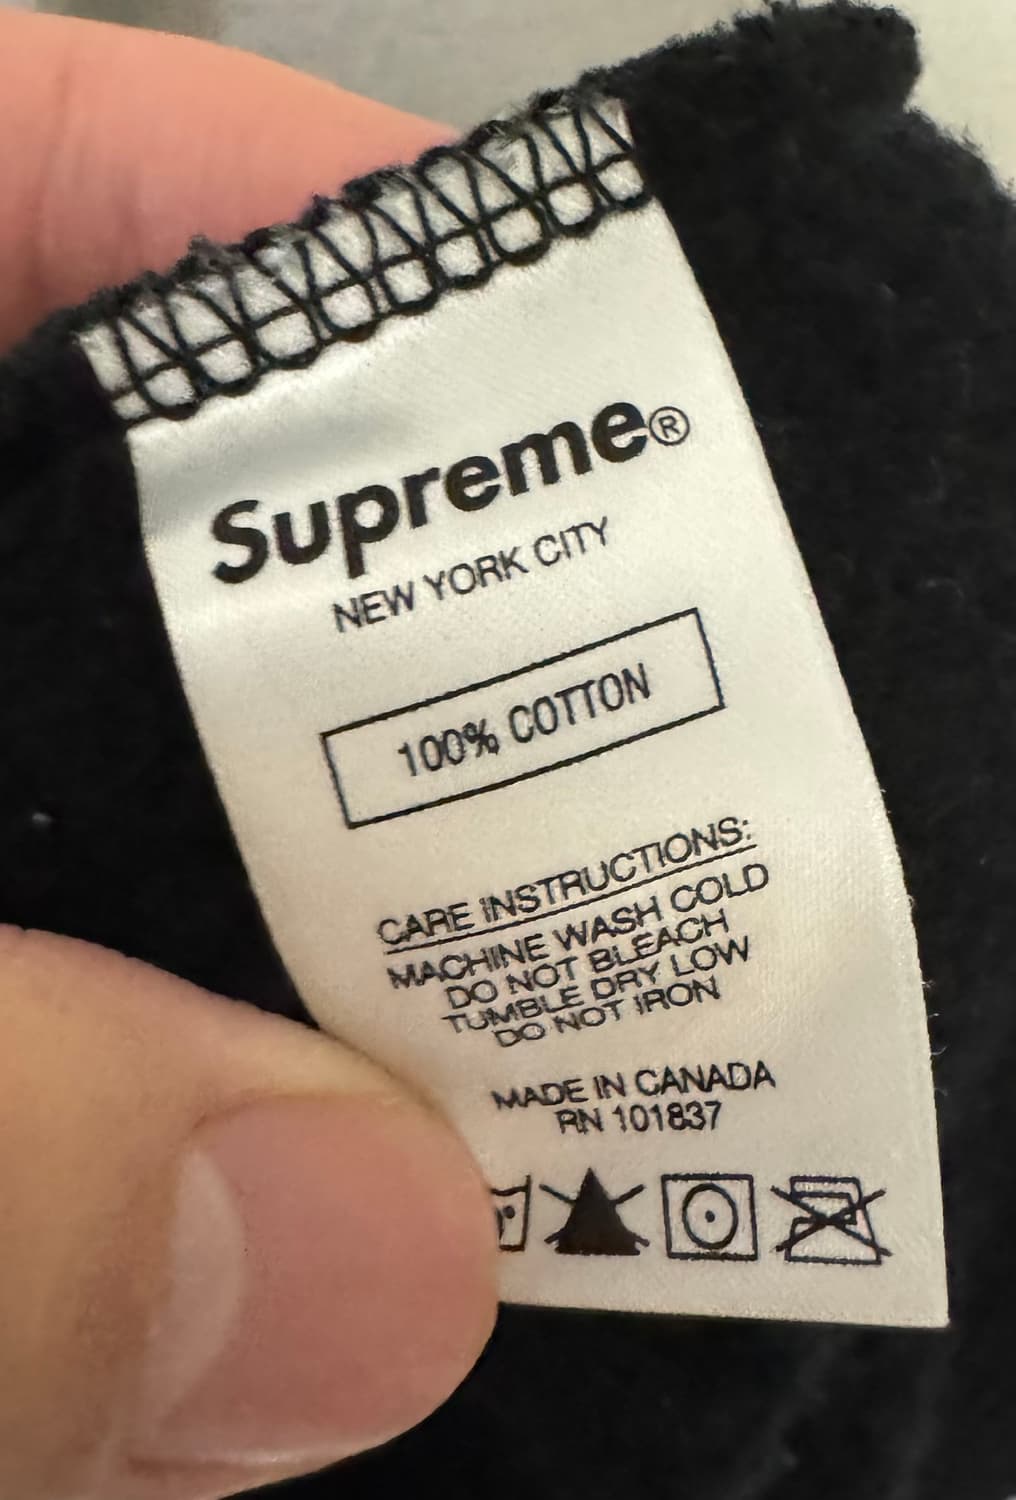 Supreme®
NEW YORK CITY
100% COTTON
CARE INSTRUCTIONS:
MACHINE WASH COLD
DO NOT BLEACH
TUMBLE DRY LOW
DO NOT IRON
MADE IN CANADA
RN 101837